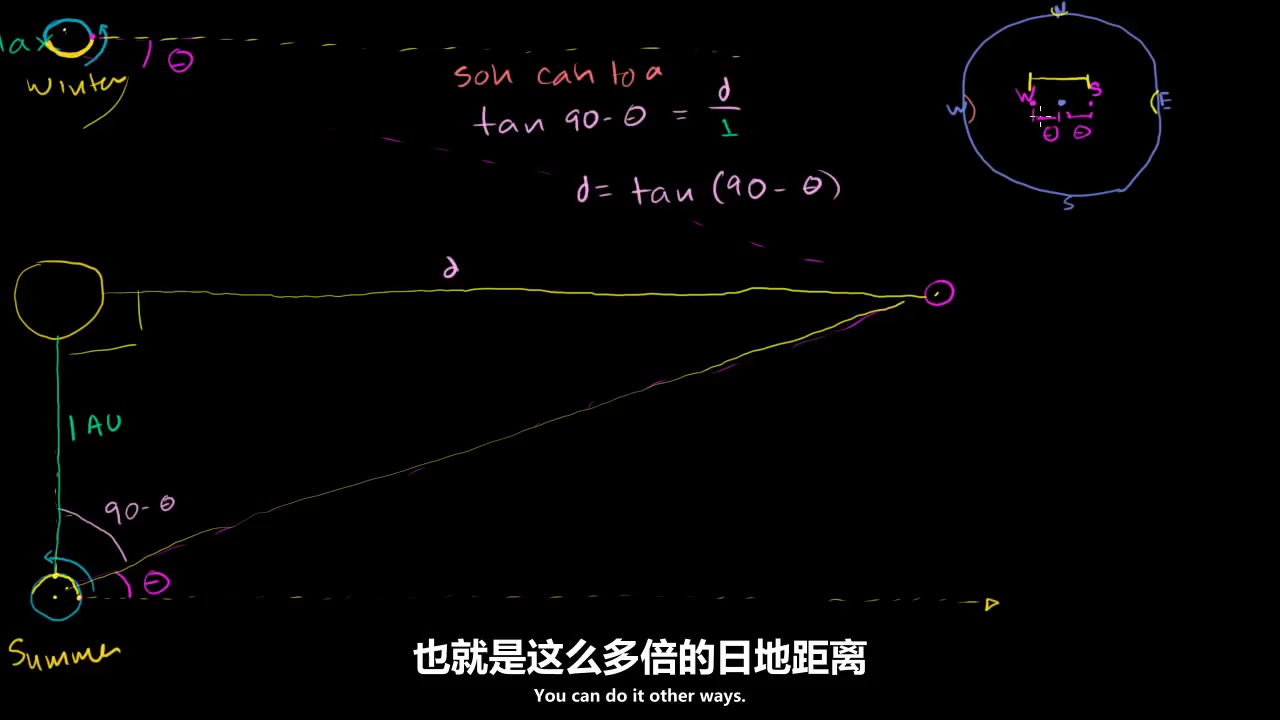 lax
Winter
θ
soh cah toa
tan 90-θ = d/1
d = tan (90-θ)
N
W
E
S
W
S
θ
θ
d
1 AU
90-θ
θ
Summer
也就是这么多倍的日地距离
You can do it other ways.